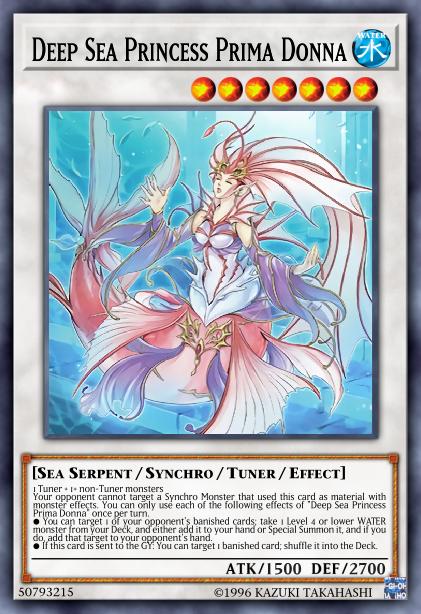 DEEP SEA PRINCESS PRIMA DONNA
WATER
水
[SEA SERPENT / SYNCHRO / TUNER / EFFECT]
1 Tuner + 1+ non-Tuner monsters
Your opponent cannot target a Synchro Monster that used this card as material with
monster effects. You can only use each of the following effects of "Deep Sea Princess
Prima Donna" once per turn.
● You can target 1 of your opponent's banished cards; take 1 Level 4 or lower WATER
monster from your Deck, and either add it to your hand or Special Summon it, and if you
do, add that target to your opponent's hand.
● If this card is sent to the GY: You can target 1 banished card; shuffle it into the Deck.
ATK/1500 DEF/2700
50793215 ©1996 KAZUKI TAKAHASHI